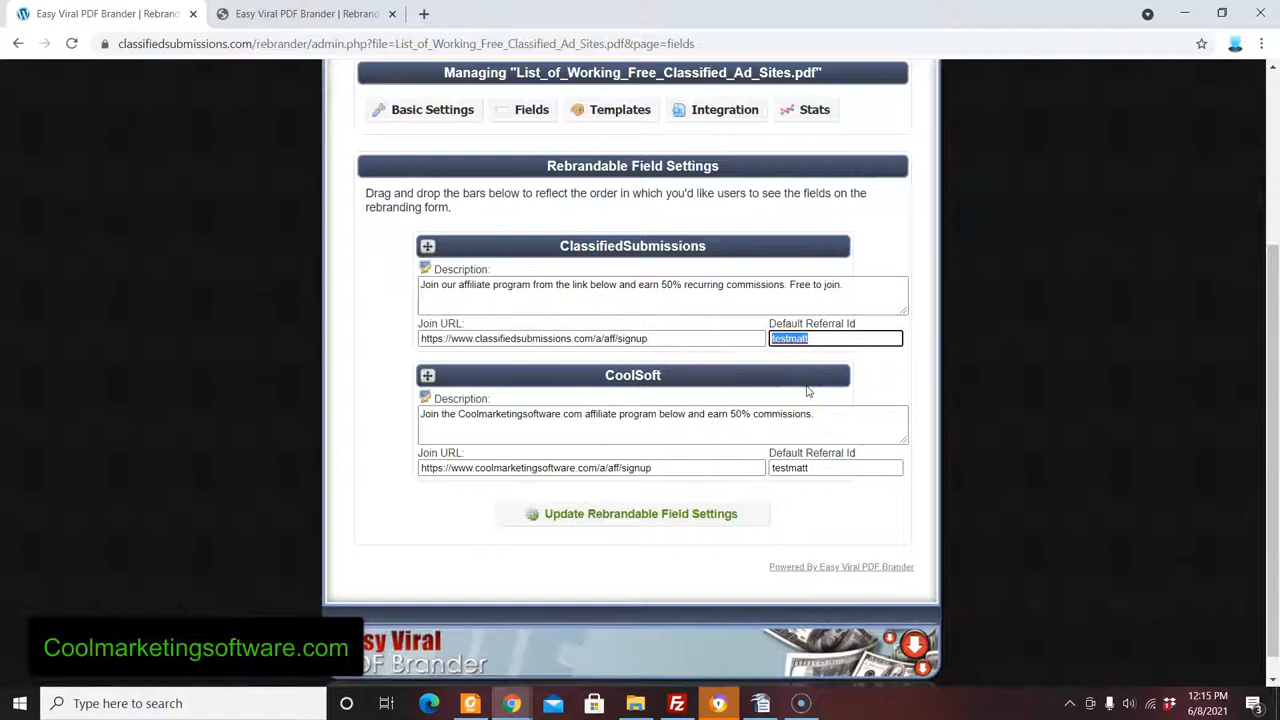 Easy Viral PDF Brander | Rebrand
Easy Viral PDF Brander | Rebrand
classifiedsubmissions.com/rebrander/admin.php?file=List_of_Working_Free_Classified_Ad_Sites.pdf&page=fields
Managing "List_of_Working_Free_Classified_Ad_Sites.pdf"
Basic Settings
Fields
Templates
Integration
Stats
Rebrandable Field Settings
Drag and drop the bars below to reflect the order in which you'd like users to see the fields on the
rebranding form.
ClassifiedSubmissions
Description:
Join our affiliate program from the link below and earn 50% recurring commissions. Free to join.
Join URL:
Default Referral Id
https://www.classifiedsubmissions.com/a/aff/signup
testmatt
CoolSoft
Description:
Join the Coolmarketingsoftware.com affiliate program below and earn 50% commissions.
Join URL:
Default Referral Id
https://www.coolmarketingsoftware.com/a/aff/signup
testmatt
Update Rebrandable Field Settings
Powered By Easy Viral PDF Brander
Coolmarketingsoftware.com
sy Viral
DF Brander
Type here to search
12:15 PM
6/8/2021
3